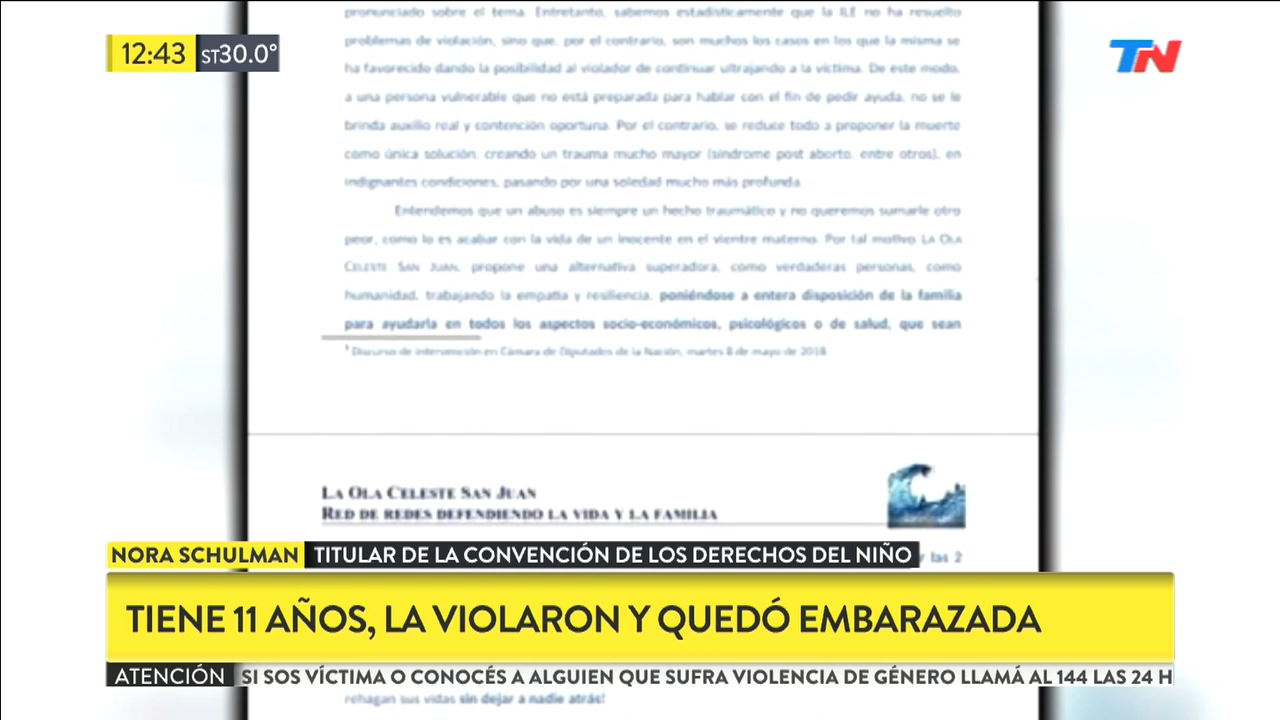 12:43 ST30.0°
TN
pronunciado sobre el tema. Entretanto, sabemos estadísticamente que la ILE no ha resuelto
problemas de violación, sino que, por el contrario, son muchos los casos en los que la misma se
ha favorecido dando la posibilidad al violador de continuar ultrajando a la víctima. De este modo,
a una persona vulnerable que no está preparada para hablar con el fin de pedir ayuda, no se le
brinda auxilio real y contención oportuna. Por el contrario, se reduce todo a proponer la muerte
como única solución, creando un trauma mucho mayor (síndrome post aborto, entre otros), en
indignantes condiciones, pasando por una soledad mucho más profunda.
Entendemos que un abuso es siempre un hecho traumático y no queremos sumarle otro
peor, como lo es acabar con la vida de un inocente en el vientre materno. Por tal motivo LA OLA
CELESTE SAN JUAN, propone una alternativa superadora, como verdaderas personas, como
humanidad, trabajando la empatía y resiliencia, poniéndose a entera disposición de la familia
para ayudarla en todos los aspectos socio-económicos, psicológicos o de salud, que sean
1 Discurso de intervención en Cámara de Diputados de la Nación, martes 8 de mayo de 2018
LA OLA CELESTE SAN JUAN
RED DE REDES DEFENDIENDO LA VIDA Y LA FAMILIA
las 2
NORA SCHULMAN TITULAR DE LA CONVENCIÓN DE LOS DERECHOS DEL NIÑO
TIENE 11 AÑOS, LA VIOLARON Y QUEDÓ EMBARAZADA
ATENCIÓN SI SOS VÍCTIMA O CONOCÉS A ALGUIEN QUE SUFRA VIOLENCIA DE GÉNERO LLAMÁ AL 144 LAS 24 H
rehagan sus vidas sin dejar a nadie atrás!